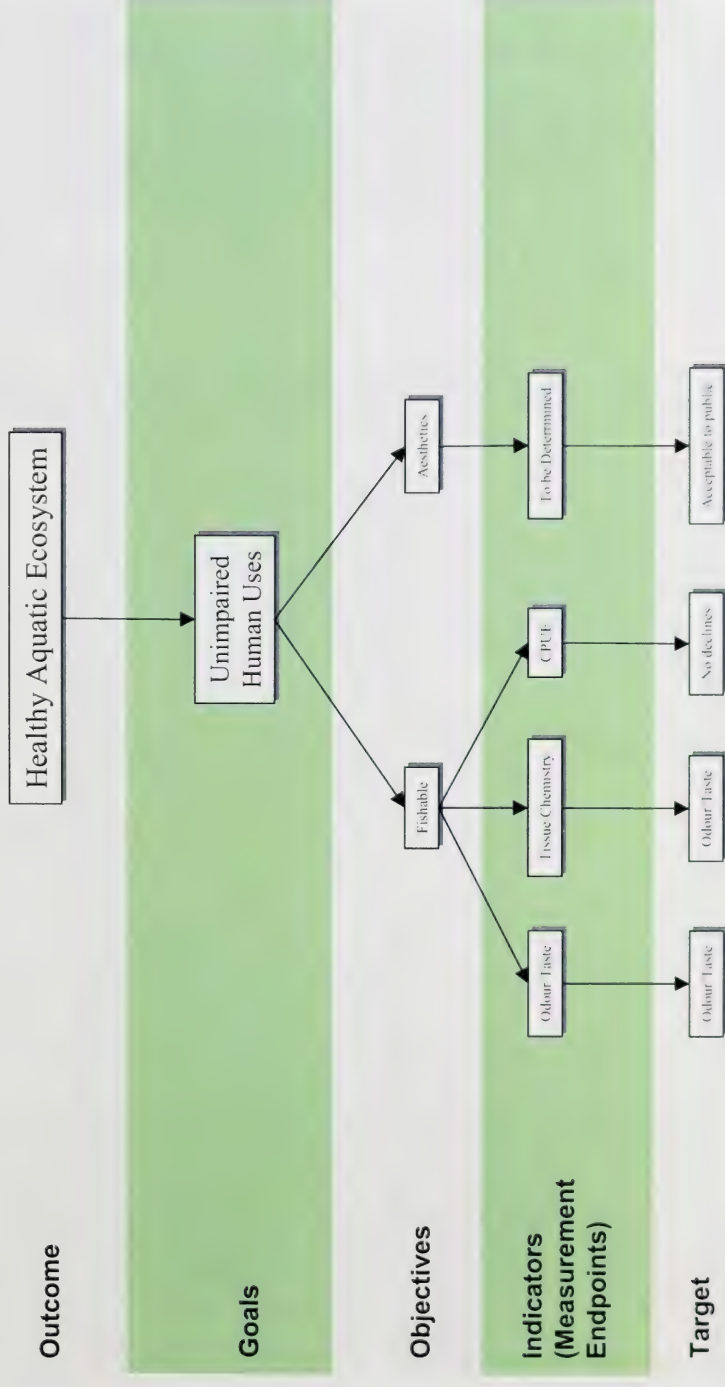 Outcome
Healthy Aquatic Ecosystem
Goals
Unimpaired
Human Uses
Objectives
Fishable
Aesthetics
Indicators
(Measurement
Endpoints)
Odour Taste
Tissue Chemistry
CPUE
To be Determined
Target
Odour Taste
Odour Taste
No declines
Acceptable to public